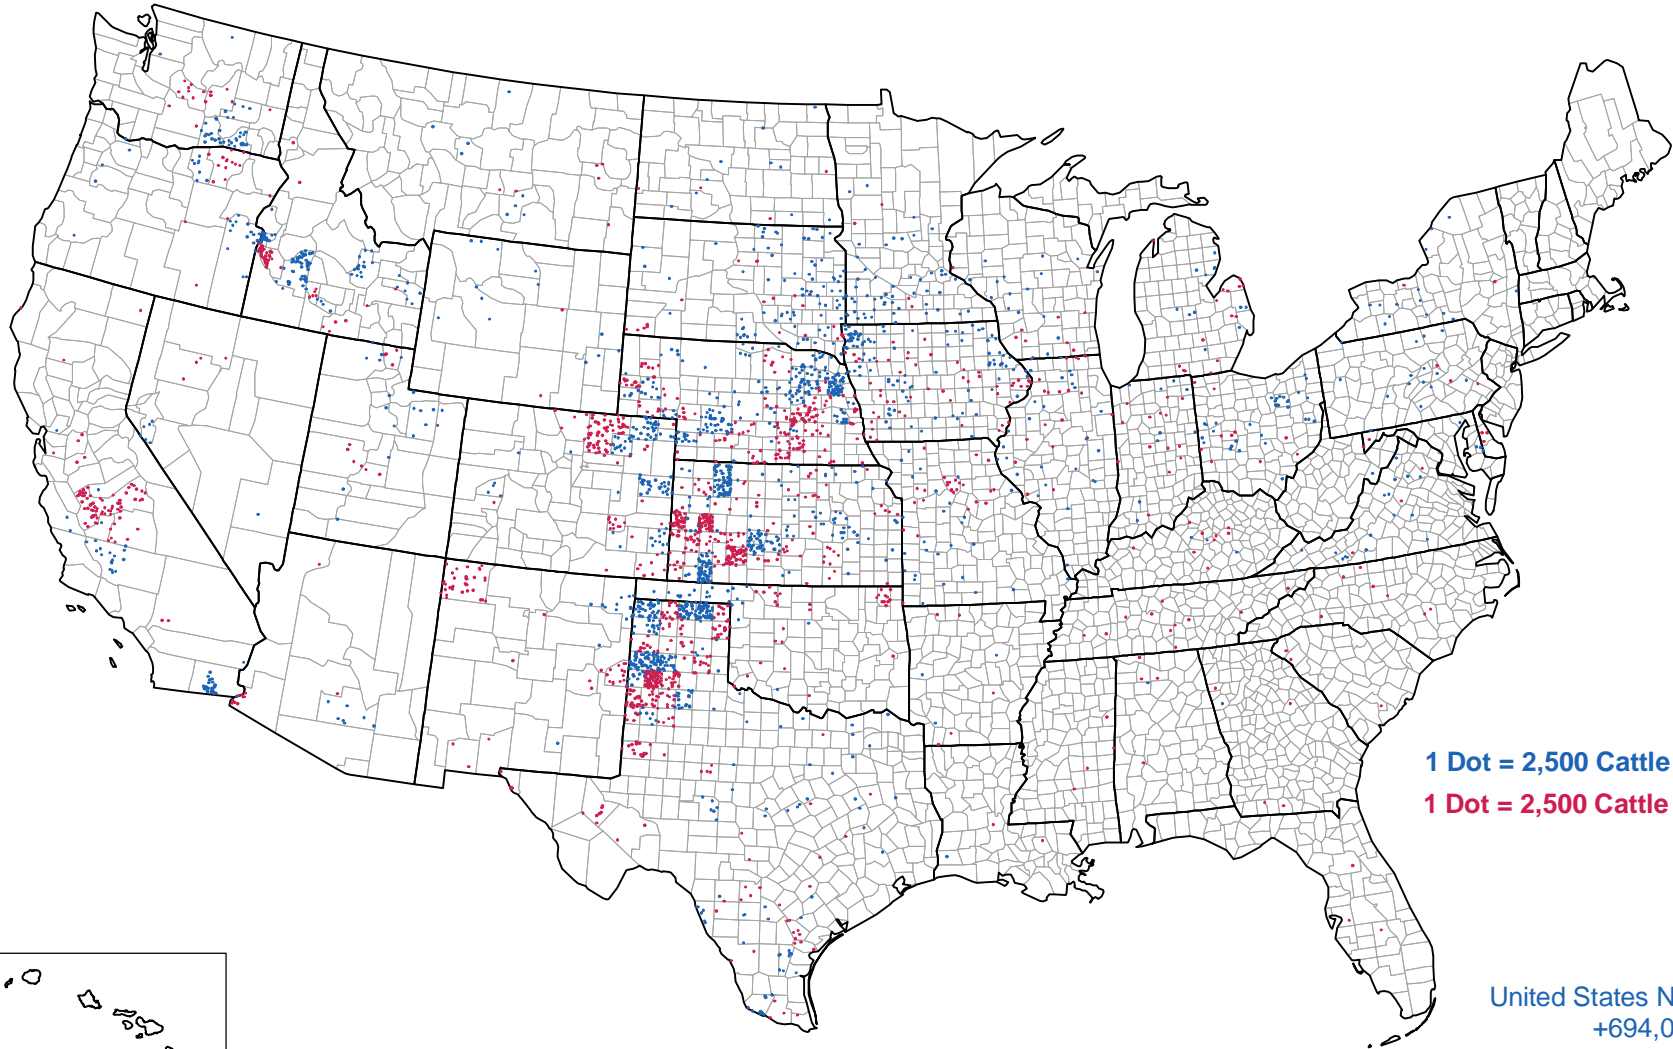 1 Dot = 2,500 Cattle
1 Dot = 2,500 Cattle
United States N
+694,0